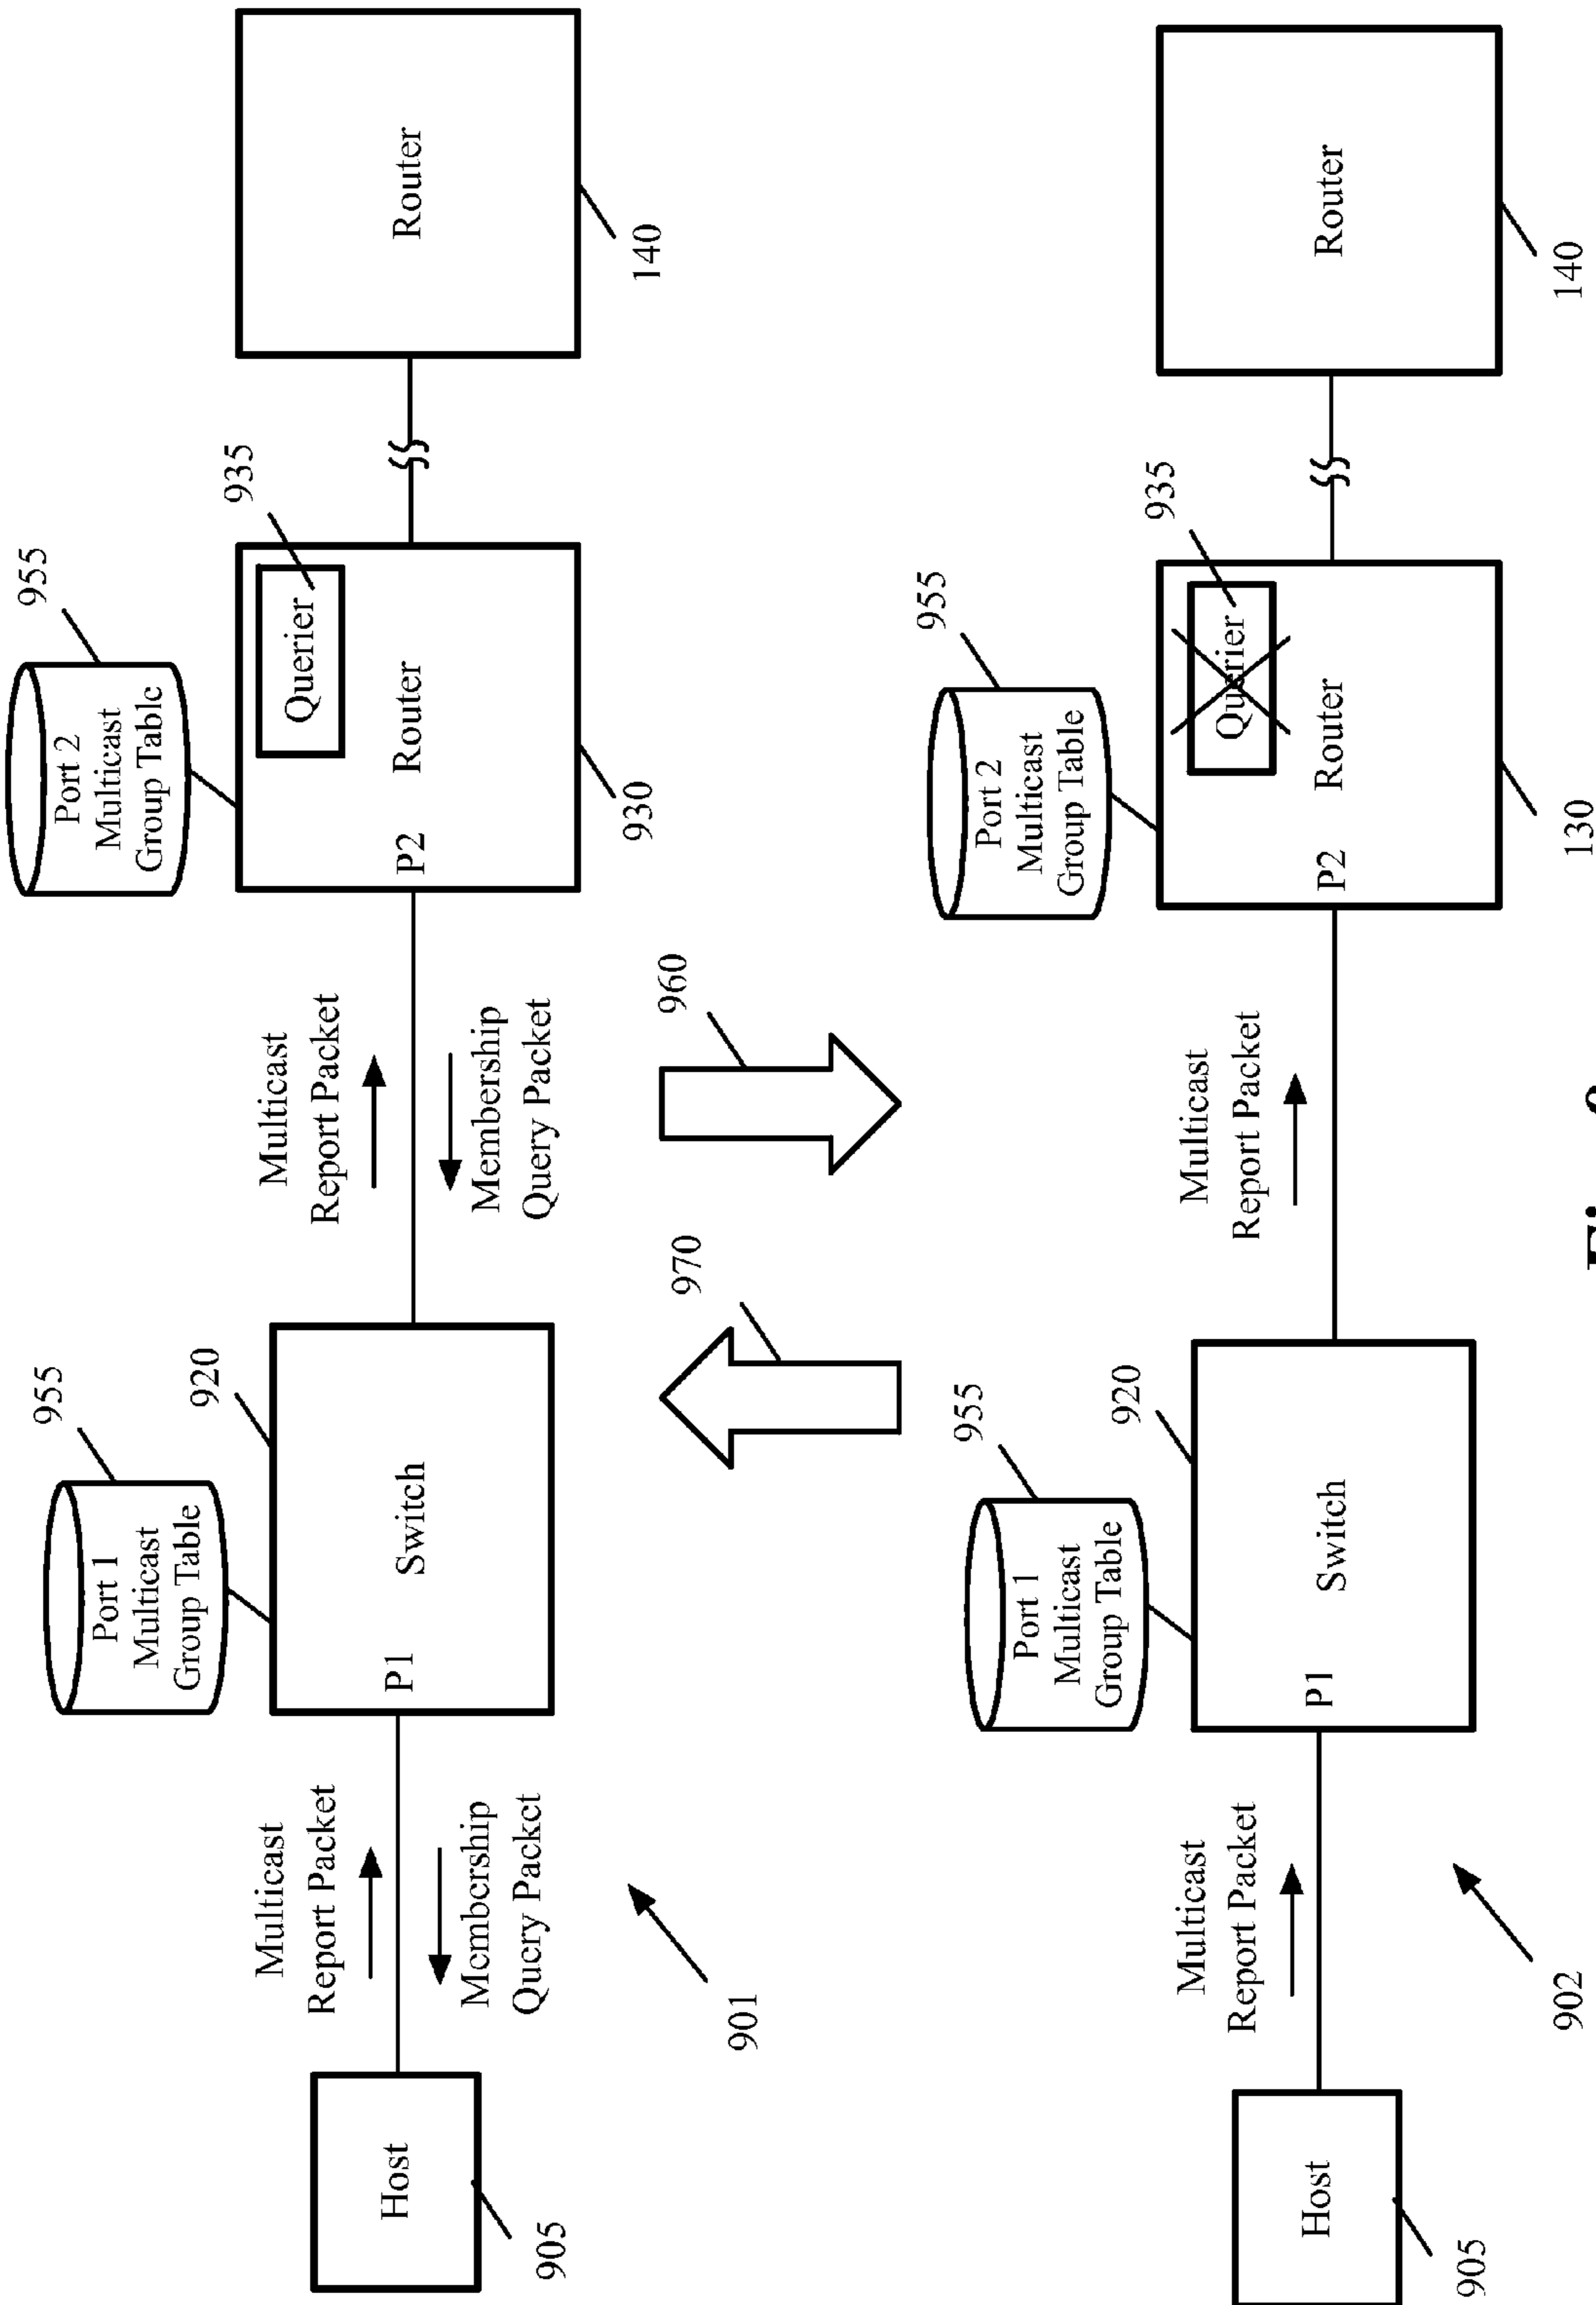 955
Port 1
Multicast
Group Table
920
P1
Switch
Host
905
Multicast
Report Packet
Membership
Query Packet
901
955
Port 2
Multicast
Group Table
935
Querier
P2
Router
930
Multicast
Report Packet
Membership
Query Packet
Router
140
970
960
955
Port 1
Multicast
Group Table
920
P1
Switch
Host
905
Multicast
Report Packet
902
955
Port 2
Multicast
Group Table
935
Querier
P2
Router
130
Multicast
Report Packet
Router
140